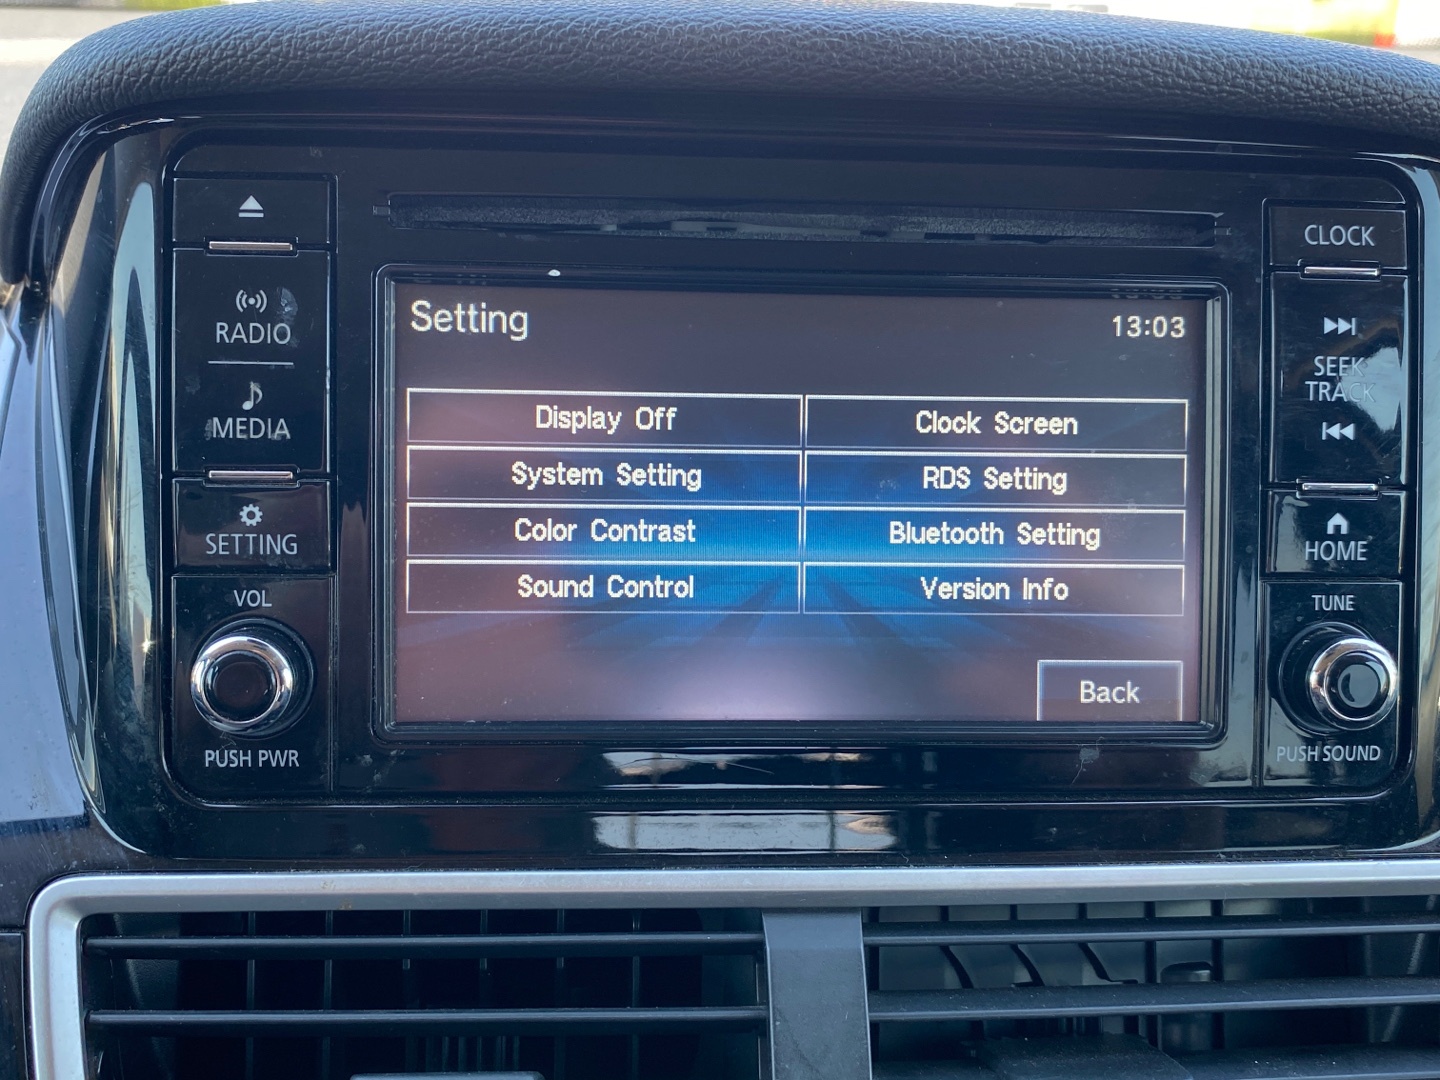 RADIO
MEDIA
SETTING
VOL
PUSH PWR
Setting
13:03
Display Off
Clock Screen
System Setting
RDS Setting
Color Contrast
Bluetooth Setting
Sound Control
Version Info
Back
CLOCK
SEEK
TRACK
HOME
TUNE
PUSH SOUND